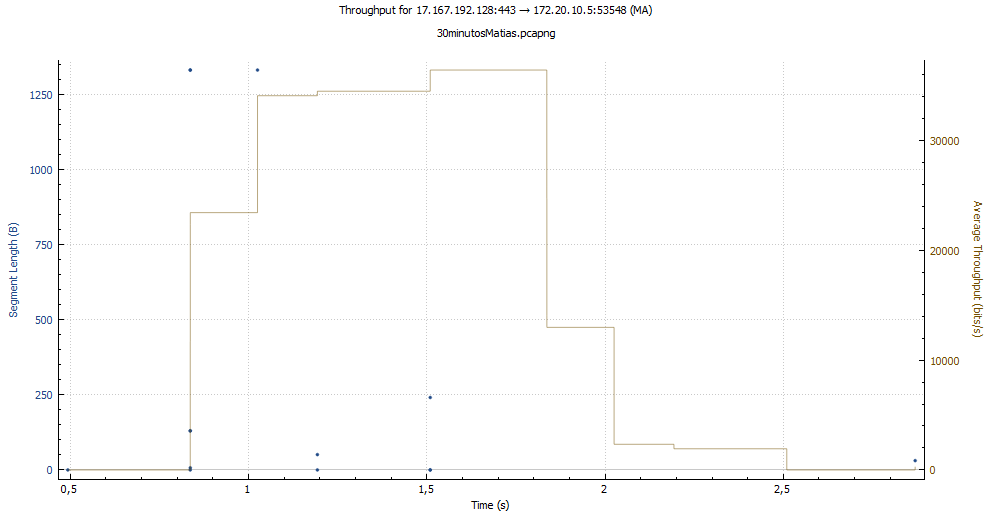 Throughput for 17.167.192.128:443 → 172.20.10.5:53548 (MA)
30minutosMatias.pcapng
Segment Length (B)
1250
1000
750
500
250
0
Average Throughput (bits/s)
30000
20000
10000
0
0,5 1 1,5 2 2,5
Time (s)